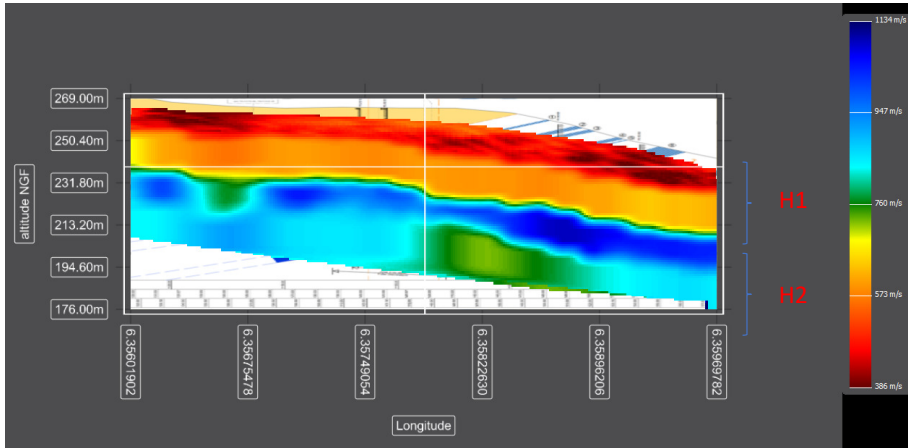 269.00m
250.40m
231.80m
213.20m
194.60m
176.00m
altitude NGF
6.35601902
6.35675478
6.35749054
6.35822630
6.35896206
6.35969782
Longitude
H1
H2
1134 m/s
947 m/s
760 m/s
573 m/s
386 m/s